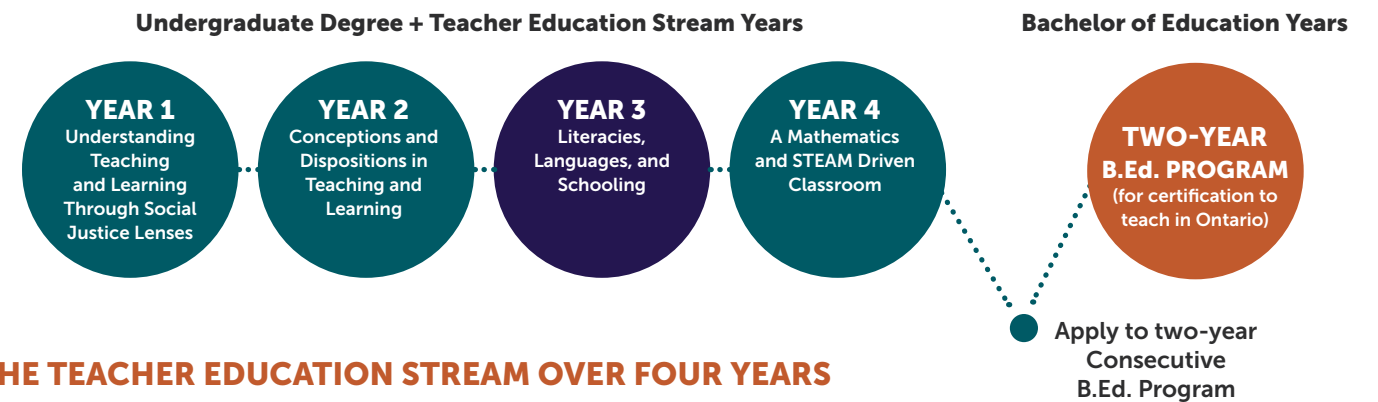 Undergraduate Degree + Teacher Education Stream Years
Bachelor of Education Years
YEAR 1
Understanding
Teaching
and Learning
Through Social
Justice Lenses
YEAR 2
Conceptions and
Dispositions in
Teaching and
Learning
YEAR 3
Literacies,
Languages, and
Schooling
YEAR 4
A Mathematics
and STEAM Driven
Classroom
TWO-YEAR
B.Ed. PROGRAM
(for certification to
teach in Ontario)
Apply to two-year
Consecutive
B.Ed. Program
HE TEACHER EDUCATION STREAM OVER FOUR YEARS